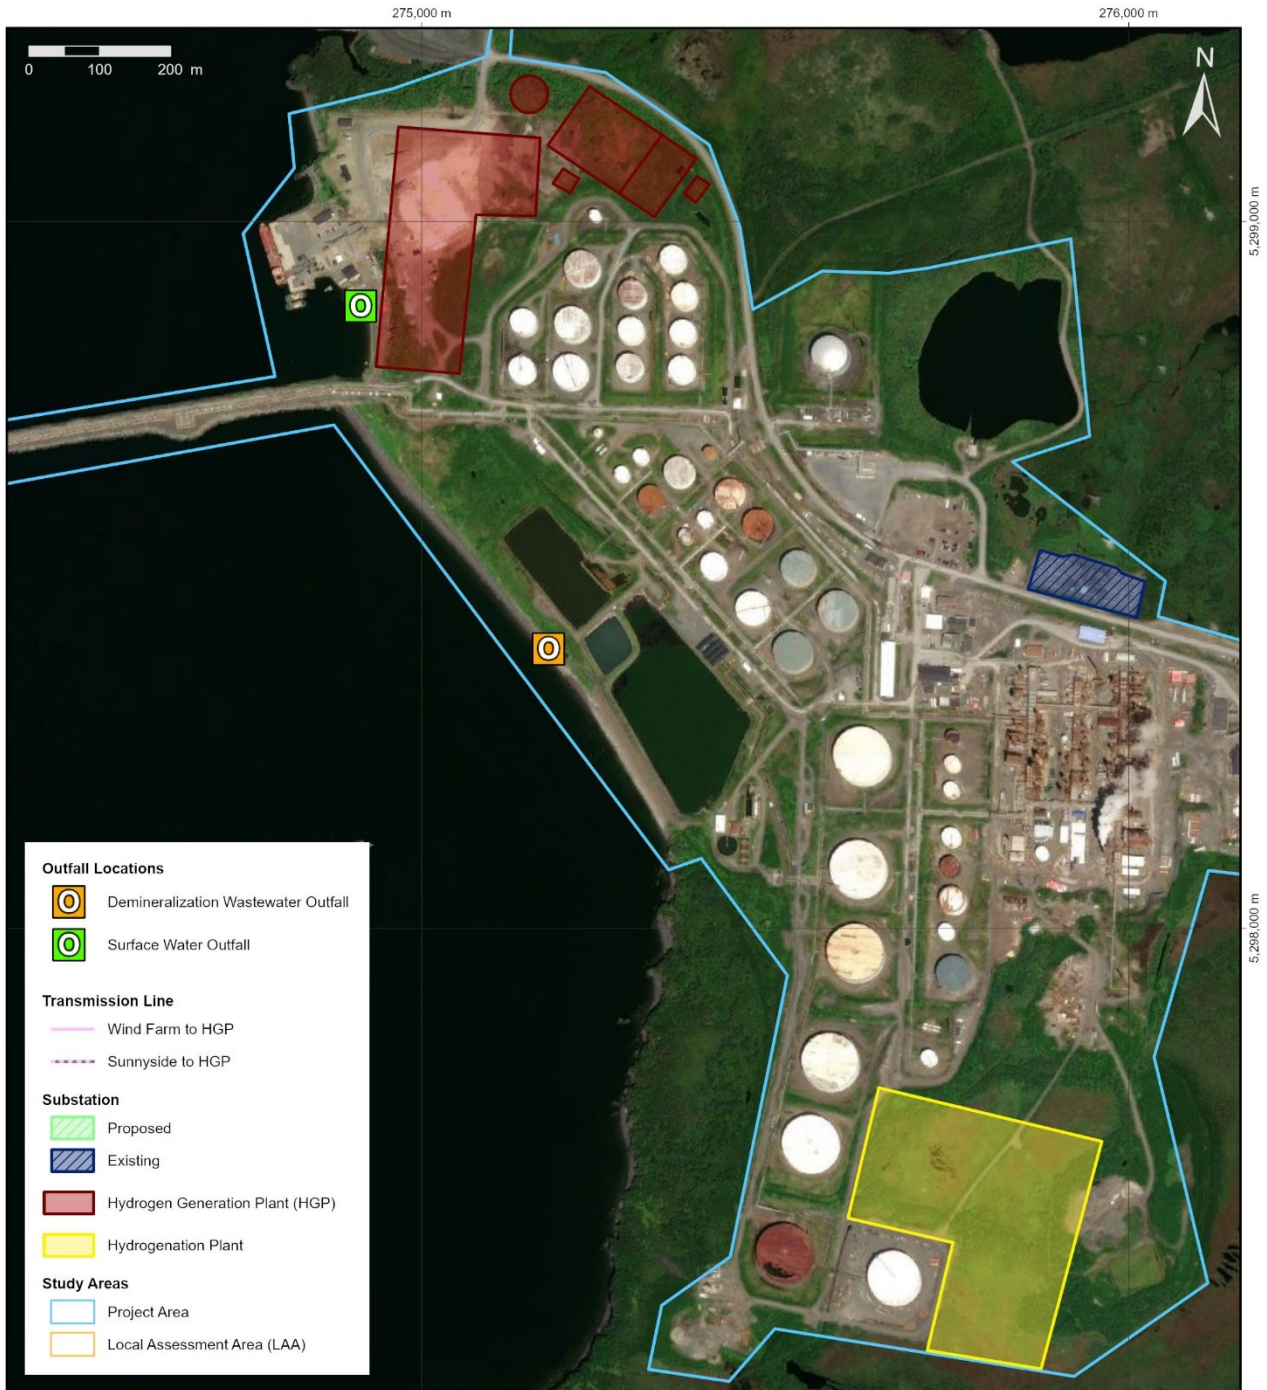 275,000 m
276,000 m
0 100 200 m
N
5,299,000 m
O
O
5,298,000 m
Outfall Locations
O Demineralization Wastewater Outfall
O Surface Water Outfall
Transmission Line
Wind Farm to HGP
Sunnyside to HGP
Substation
Proposed
Existing
Hydrogen Generation Plant (HGP)
Hydrogenation Plant
Study Areas
Project Area
Local Assessment Area (LAA)